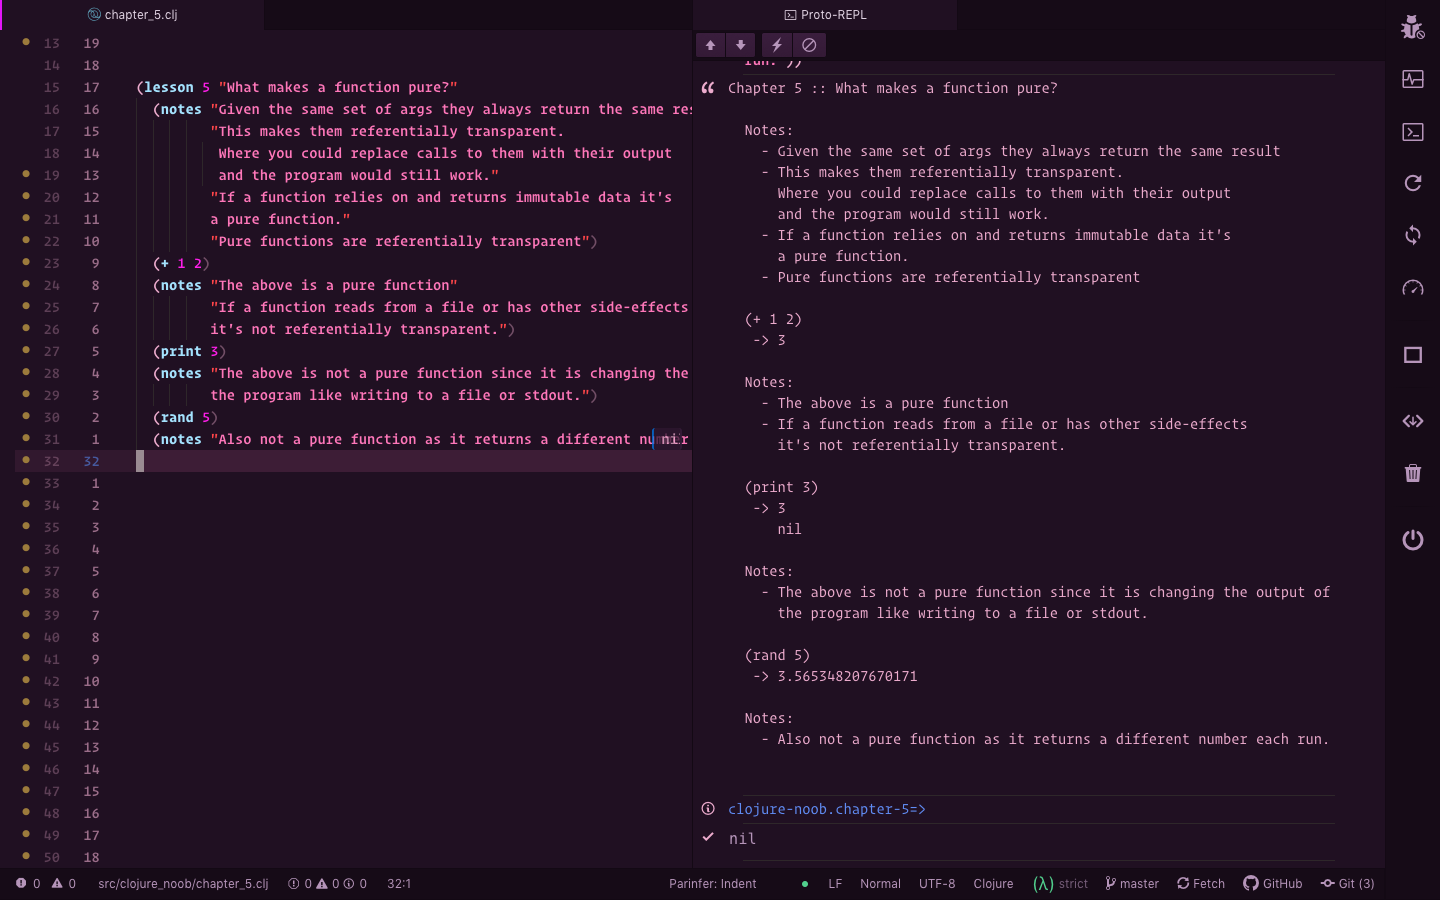 chapter_5.clj
Proto-REPL
13 19
14 18
15 17 (lesson 5 "What makes a function pure?"
16 16 (notes "Given the same set of args they always return the same res
17 15 "This makes them referentially transparent.
18 14 Where you could replace calls to them with their output
19 13 and the program would still work."
20 12 "If a function relies on and returns immutable data it's
21 11 a pure function."
22 10 "Pure functions are referentially transparent")
23 9 (+ 1 2)
24 8 (notes "The above is a pure function"
25 7 "If a function reads from a file or has other side-effects
26 6 it's not referentially transparent.")
27 5 (print 3)
28 4 (notes "The above is not a pure function since it is changing the
29 3 the program like writing to a file or stdout.")
30 2 (rand 5)
31 1 (notes "Also not a pure function as it returns a different
32 32
33 1
34 2
35 3
36 4
37 5
38 6
39 7
40 8
41 9
42 10
43 11
44 12
45 13
46 14
47 15
48 16
49 17
50 18
run."))
Chapter 5 :: What makes a function pure?
Notes:
- Given the same set of args they always return the same result
- This makes them referentially transparent.
Where you could replace calls to them with their output
and the program would still work.
- If a function relies on and returns immutable data it's
a pure function.
- Pure functions are referentially transparent
(+ 1 2)
-> 3
Notes:
- The above is a pure function
- If a function reads from a file or has other side-effects
it's not referentially transparent.
(print 3)
-> 3
nil
Notes:
- The above is not a pure function since it is changing the output of
the program like writing to a file or stdout.
(rand 5)
-> 3.565348207670171
Notes:
- Also not a pure function as it returns a different number each run.
clojure-noob.chapter-5=>
nil
0 0 src/clojure_noob/chapter_5.clj 0 0 0 32:1 Parinfer: Indent LF Normal UTF-8 Clojure (λ) strict master Fetch GitHub Git (3)